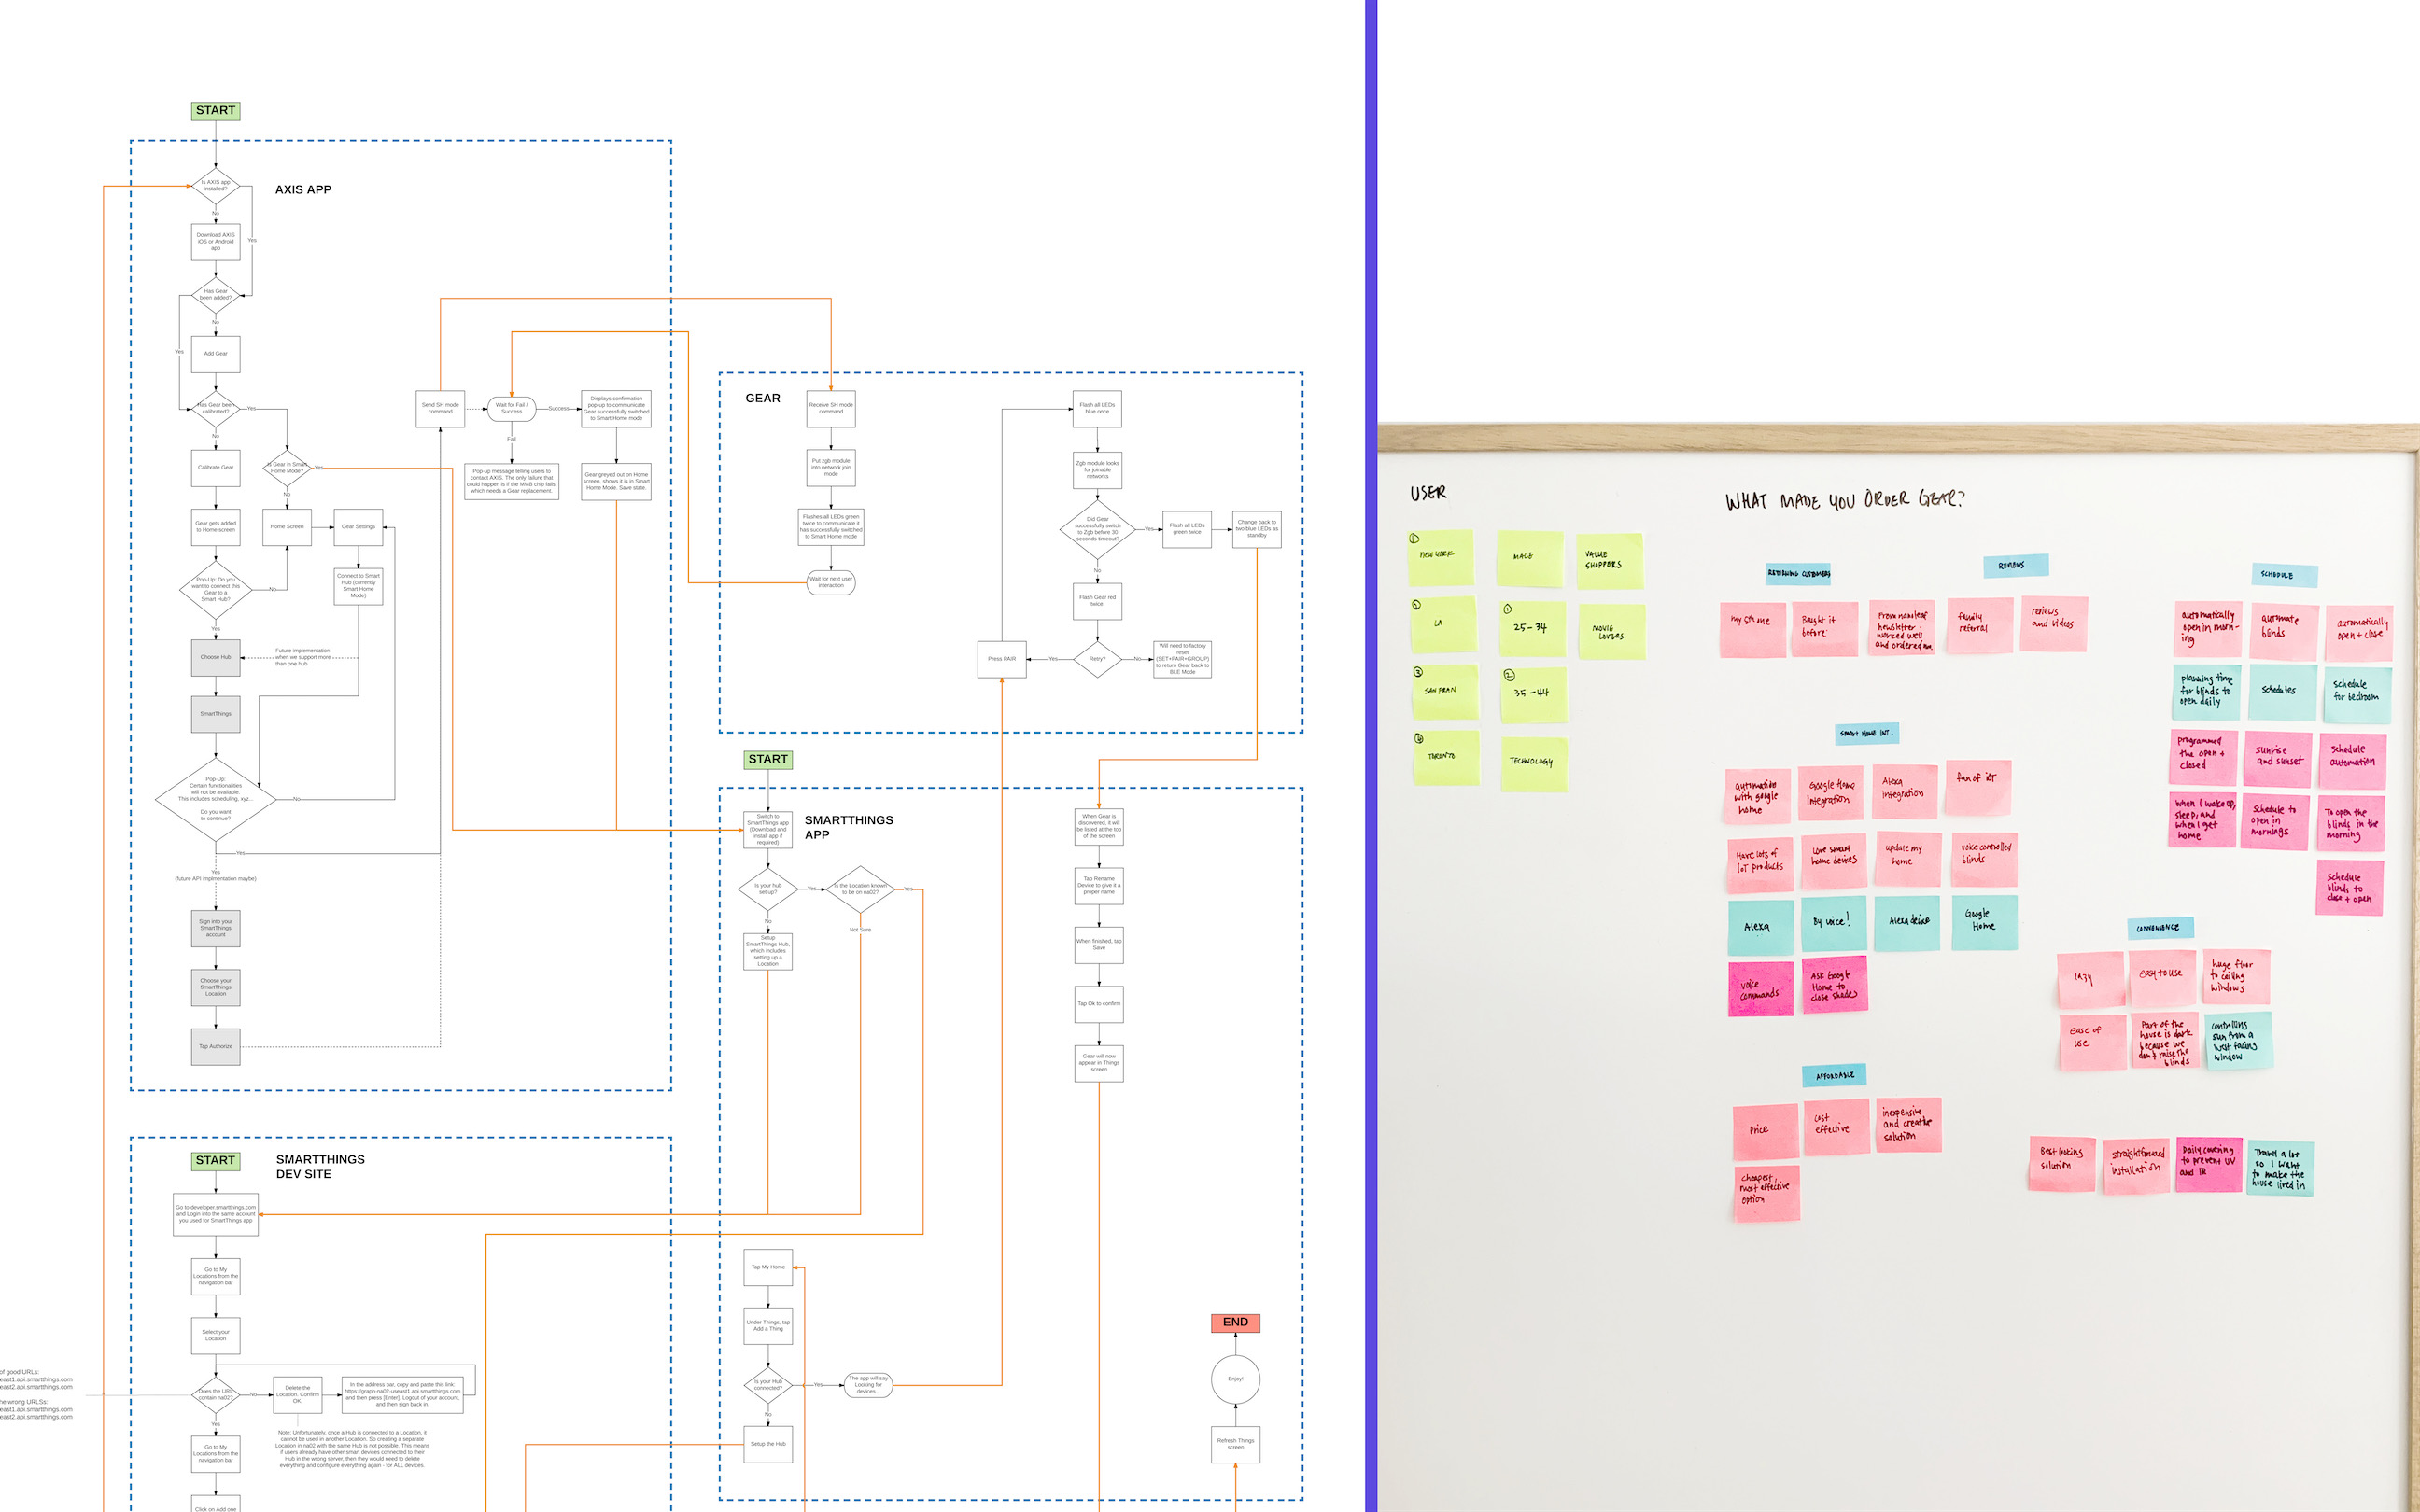 START
AXIS APP
Is AXIS app
installed?
No
Yes
Download AXIS
iOS or Android
app
Has Gear
been added?
No
Yes
Add Gear
Has Gear been
calibrated?
Yes
No
Calibrate Gear
Is Gear in Smart
Home Mode?
Yes
No
Gear gets added
to Home screen
Home Screen
Gear Settings
Pop-Up: Do you
want to connect this
Gear to a
Smart Hub?
No
Yes
Connect to Smart
Hub (currently
Smart Home
Mode)
Choose Hub
Future implementation
when we support more
than one hub
SmartThings
Pop-Up:
Certain functionalities
will not be available.
This includes scheduling, xyz...
Do you want
to continue?
No
Yes
Yes
(future API implmentation maybe)
Sign into your
SmartThings
account
Choose your
SmartThings
Location
Tap Authorize
Send SH mode
command
Wait for Fail /
Success
Success
Fail
Displays confirmation
pop-up to communicate
Gear successfully switched
to Smart Home mode
Pop-up message telling users to
contact AXIS. The only failure that
could happen is if the MMB chip fails,
which needs a Gear replacement.
Gear greyed out on Home
screen, shows it is in Smart
Home Mode. Save state.
GEAR
Receive SH mode
command
Put zgb module
into network join
mode
Flashes all LEDs green
twice to communicate it
has successfully switched
to Smart Home mode
Wait for next user
interaction
Flash all LEDs
blue once
Zgb module looks
for joinable
networks
Did Gear
successfully switch
to Zgb before 30
seconds timeout?
Yes
No
Flash all LEDs
green twice
Change back to
two blue LEDs as
standby.
Flash Gear red
twice.
Press PAIR
Yes
Retry?
No
Will need to factory
reset
(SET+PAIR+GROUP)
to return Gear back to
BLE Mode
START
SMARTTHINGS
APP
Switch to
SmartThings app
(Download and
install app if
required)
Is your hub
set up?
Yes
No
Is the Location known
to be on na02?
Yes
Not Sure
Setup
SmartThings Hub,
which includes
setting up a
Location
When Gear is
discovered, it will
be listed at the top
of the screen
Tap Rename
Device to give it a
proper name
When finished, tap
Save
Tap Ok to confirm
Gear will now
appear in Things
screen
Tap My Home
Under Things, tap
Add a Thing
Is your Hub
connected?
Yes
No
The app will say
Looking for
devices...
Setup the Hub
END
Enjoy!
Refresh Things
screen
START
SMARTTHINGS
DEV SITE
Go to developer.smartthings.com
and Login into the same account
you used for SmartThings app
Go to My
Locations from the
navigation bar
Select your
Location
of good URLs:
east1.api.smartthings.com
east2.api.smartthings.com
he wrong URLSs:
east1.api.smartthings.com
east2.api.smartthings.com
Does the URL
contain na02?
No
Yes
Delete the
Location. Confirm
OK.
In the address bar, copy and paste this link:
https://graph-na02-useast1.api.smartthings.com
and then press [Enter]. Logout of your account,
and then sign back in.
Note: Unfortunately, once a Hub is connected to a Location, it
cannot be used in another Location. So creating a separate
Location in na02 with the same Hub is not possible. This means
if users already have other smart devices connected to their
Hub in the wrong server, then they would need to delete
everything and configure everything again - for ALL devices.
Go to My
Locations from the
navigation bar
Click on Add one
USER
1
NEW YORK
MALE
VALUE
SHOPPERS
2
LA
1
25-34
MOVIE
LOVERS
3
SAN FRAN
2
35-44
4
TORONTO
TECHNOLOGY
WHAT MADE YOU ORDER GEAR?
RETURNING CUSTOMERS
REVIEWS
my 5th one
Bought it
before
From nanoleaf
newsletter -
worked well
and ordered
family
referral
reviews
and videos
SMART HOME INT.
automation
with google
home
Google Home
Integration
Alexa
integration
fan of IoT
Have lots of
IoT products
Love smart
home devices
update my
home
voice controlled
blinds
Alexa
By voice!
Alexa device
Google
Home
voice
commands
Ask Google
Home to
close shades
AFFORDABLE
Price
cost
effective
inexpensive
and creative
solution
cheapest
most effective
option
SCHEDULE
automatically
open in morn-
ing
automate
blinds
automatically
open + close
planning time
for blinds to
open daily
schedules
schedule
for bedroom
programmed
the open +
closed
sunrise
and sunset
schedule
automation
When I wake up,
sleep, and
when I get
home
Schedule to
open in
mornings
To open the
blinds in the
morning
Schedule
blinds to
close + open
CONVENIENCE
lazy
easy to use
huge floor
to ceiling
windows
ease of
use
Part of the
house is dark
because we
don't raise the
blinds
controlling
sun from a
west facing
window
Best looking
solution
straightforward
installation
Daily covering
to prevent UV
and IR
Travel a lot
so I want
to make the
house lived in